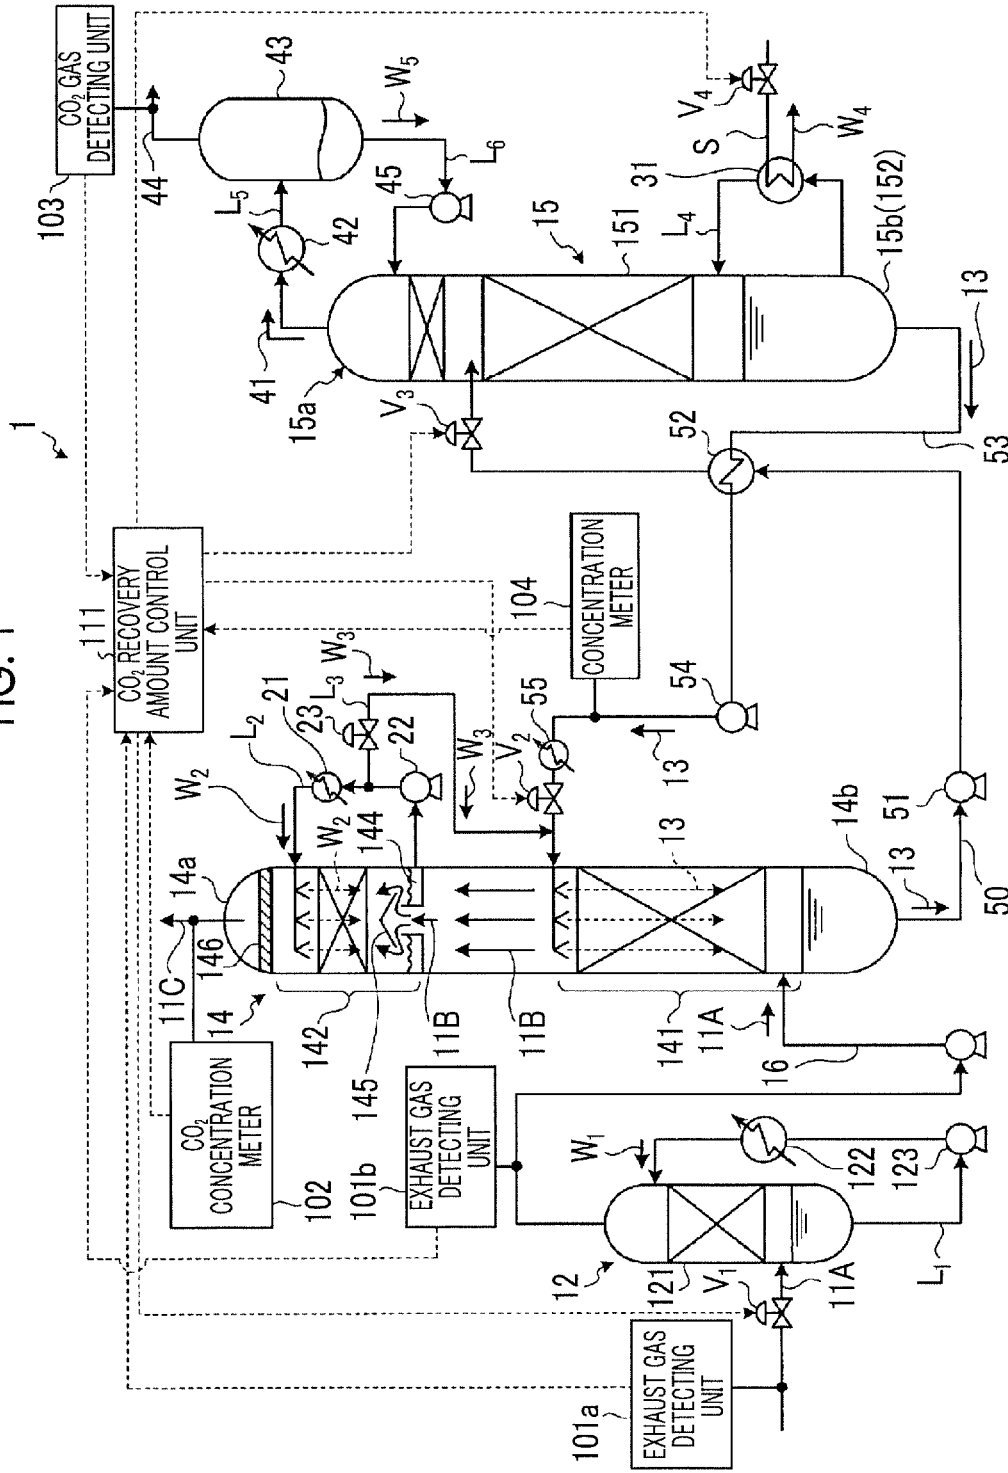 FIG. 1
1
CO₂ GAS
DETECTING UNIT
103
44
43
W₅
L₅
42
L₆
45
41
15a
15
151
V₄
S
W₄
31
L₄
15b(152)
13
V₃
52
53
111
CO₂ RECOVERY
AMOUNT CONTROL
UNIT
104
CONCENTRATION
METER
W₃
L₃
21
23
L₂
22
W₂
W₂
144
W₃
V₂
55
54
13
13
14a
14b
51
13
50
11C
146
14
142
145
11B
11B
141
11A
16
CO₂
CONCENTRATION
METER
102
101b
EXHAUST GAS
DETECTING
UNIT
W₁
122
123
12
121
V₁
11A
L₁
101a
EXHAUST GAS
DETECTING
UNIT